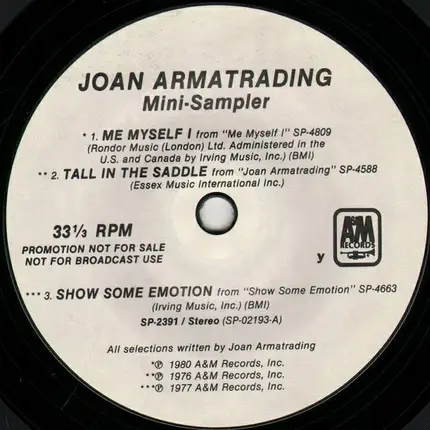 JOAN ARMATRADING
Mini-Sampler
* 1. ME MYSELF I from "Me Myself I" SP-4809
(Rondor Music (London) Ltd. Administered in the
U.S. and Canada by Irving Music, Inc.) (BMI)
** 2. TALL IN THE SADDLE from "Joan Armatrading" SP-4588
(Essex Music International Inc.)
33⅓ RPM
PROMOTION NOT FOR SALE
NOT FOR BROADCAST USE
y
A&M
RECORDS
*** 3. SHOW SOME EMOTION from "Show Some Emotion" SP-4663
(Irving Music, Inc.) (BMI)
SP-2391 / Stereo (SP-02193-A)
All selections written by Joan Armatrading
*℗ 1980 A&M Records, Inc.
**℗ 1976 A&M Records, Inc.
***℗ 1977 A&M Records, Inc.